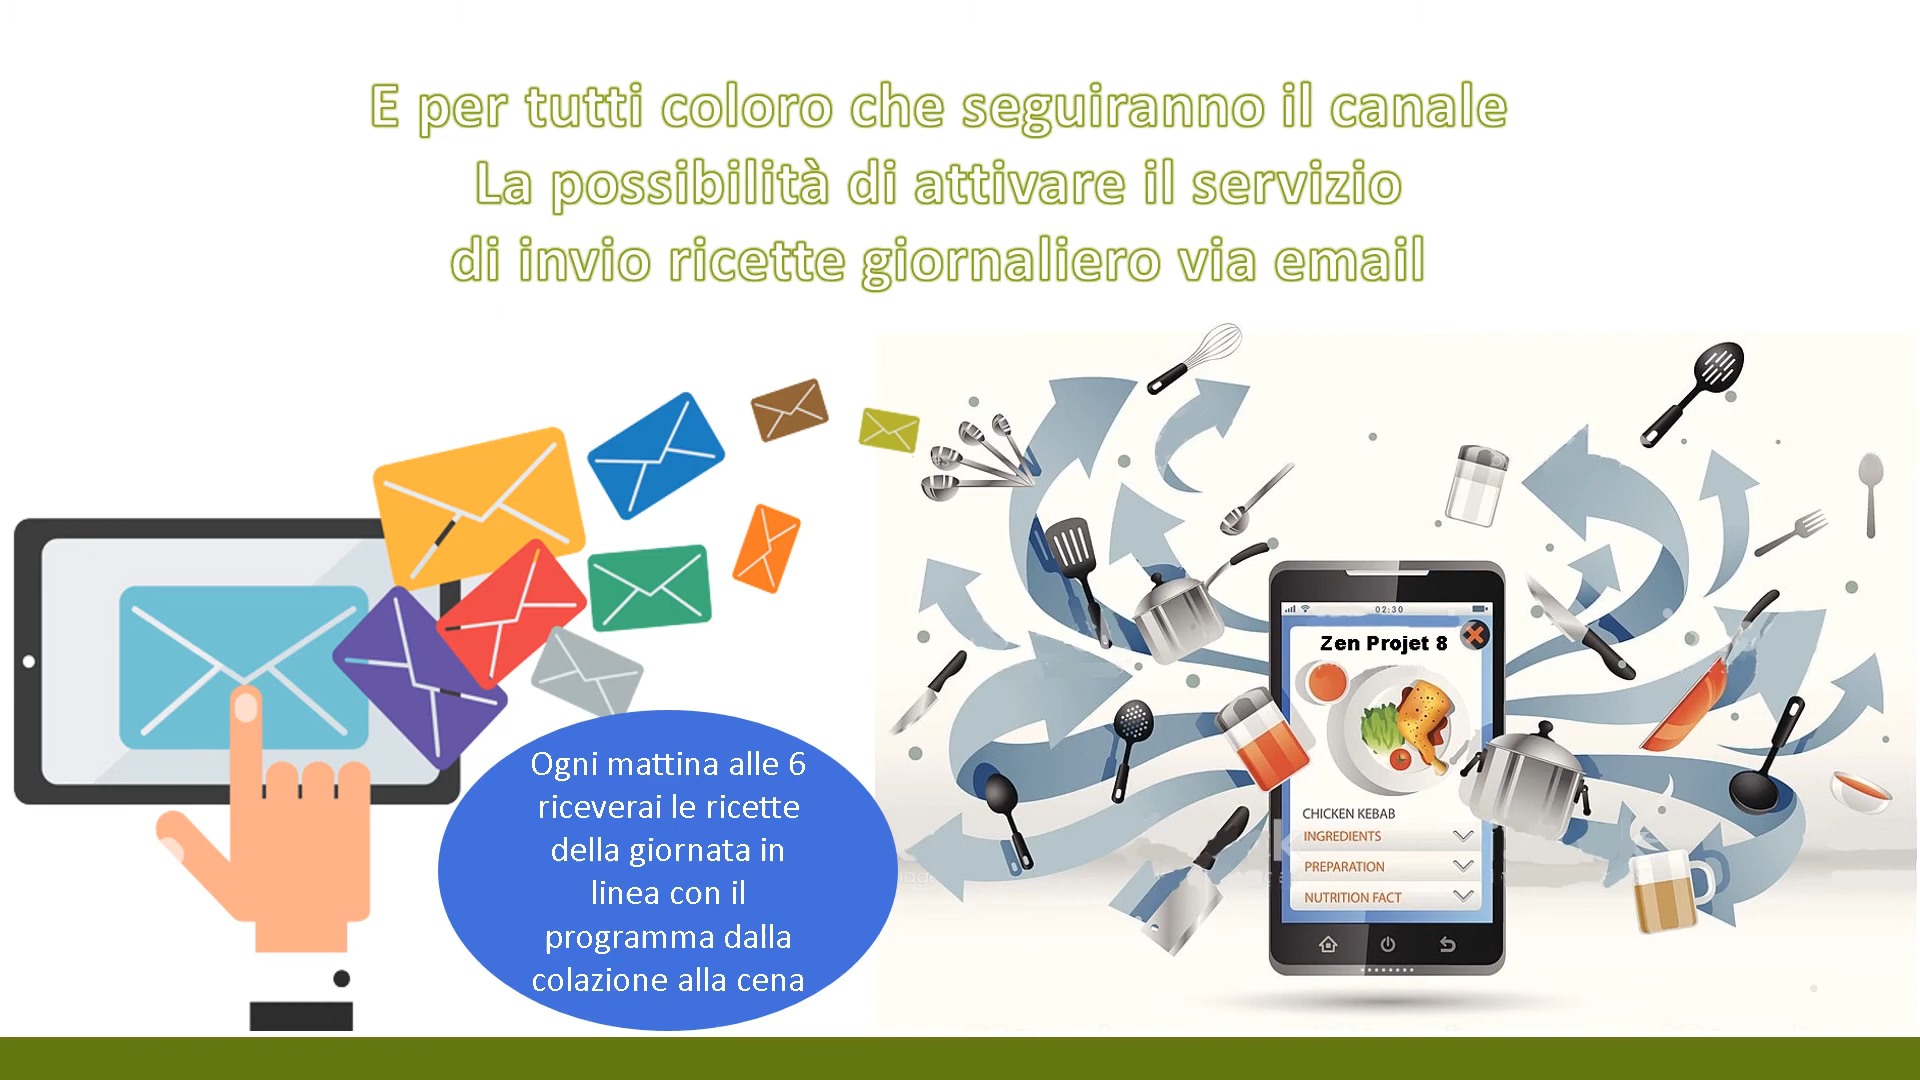 E per tutti coloro che seguiranno il canale
La possibilità di attivare il servizio
di invio ricette giornaliero via email
Ogni mattina alle 6
riceverai le ricette
della giornata in
linea con il
programma dalla
colazione alla cena
02:30
Zen Projet 8
CHICKEN KEBAB
INGREDIENTS
PREPARATION
NUTRITION FACT